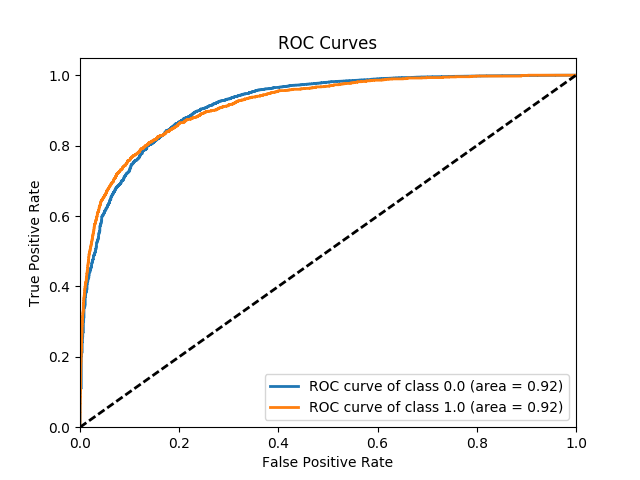 ROC Curves
True Positive Rate
1.0
0.8
0.6
0.4
0.2
0.0
ROC curve of class 0.0 (area = 0.92)
ROC curve of class 1.0 (area = 0.92)
0.0 0.2 0.4 0.6 0.8 1.0
False Positive Rate